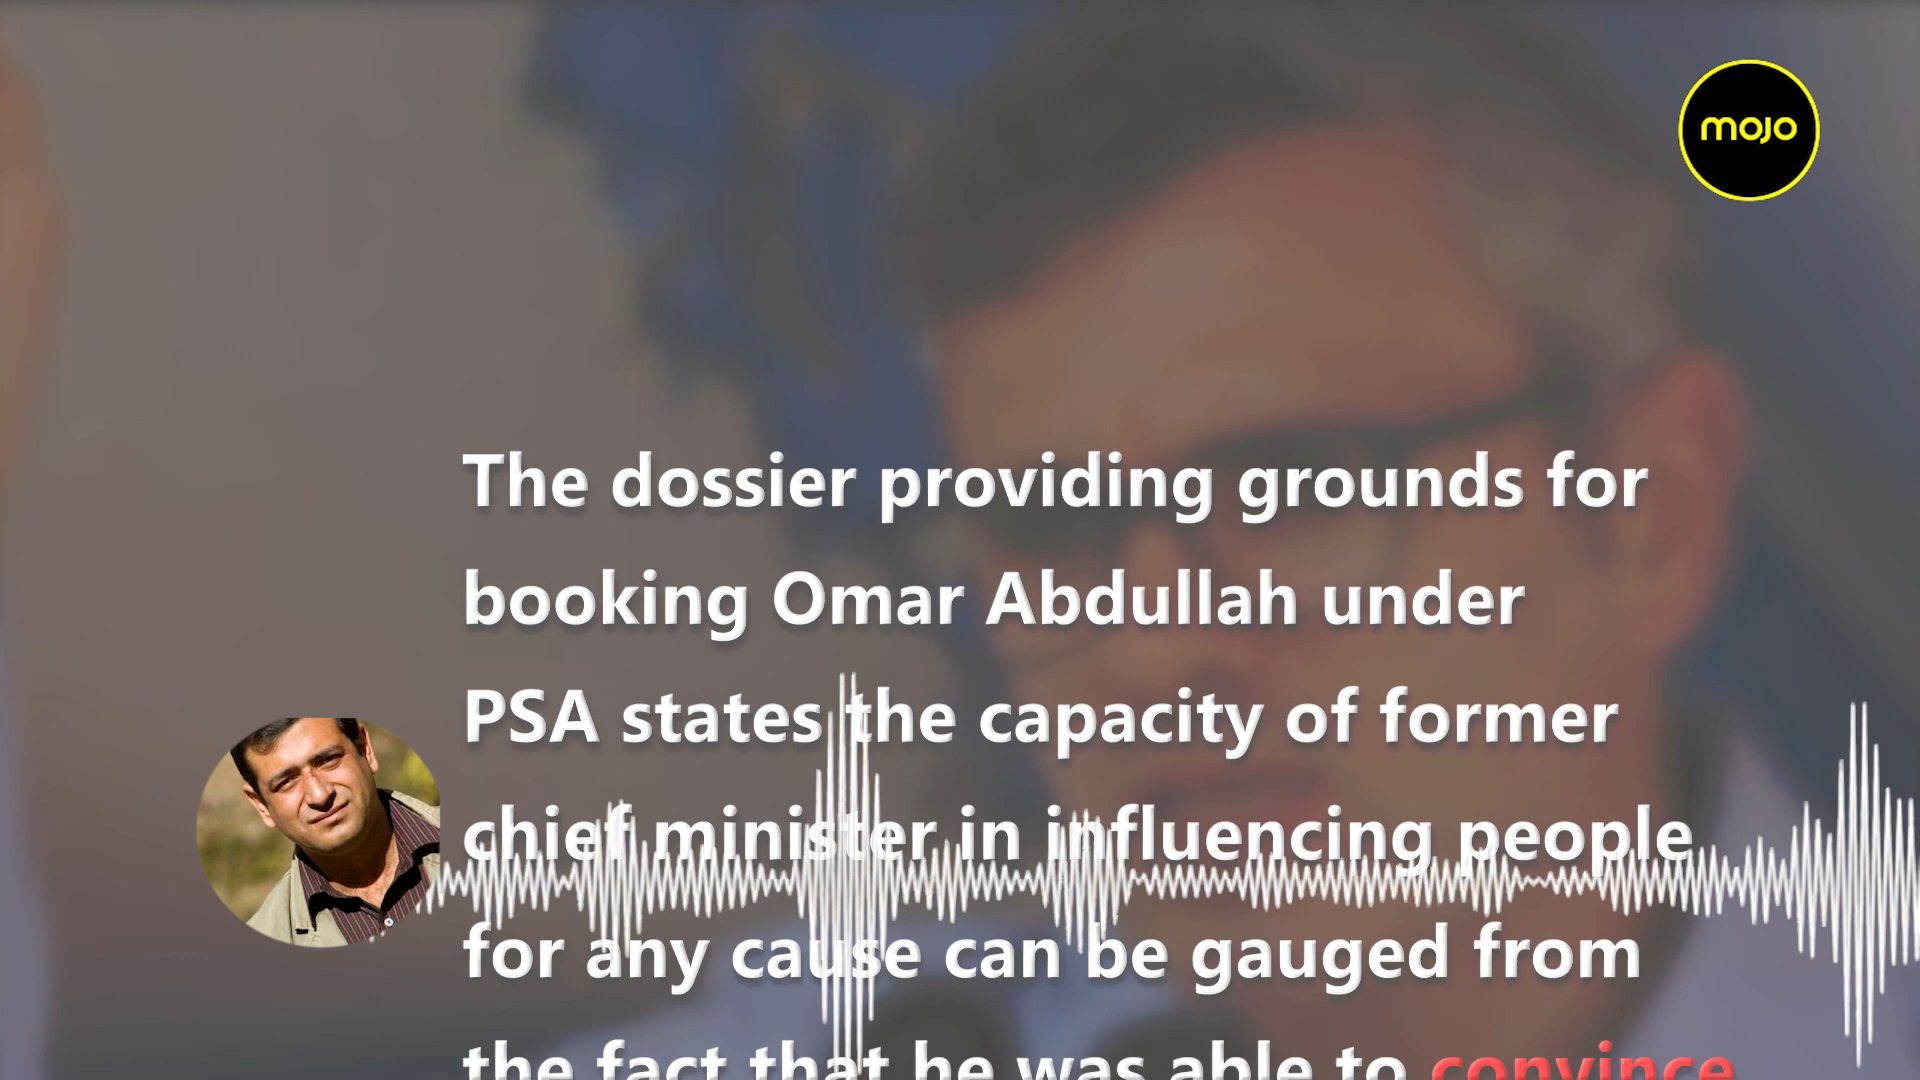 mojo
The dossier providing grounds for
booking Omar Abdullah under
PSA states the capacity of former
chief minister in influencing people
for any cause can be gauged from
the fact that he was able to convince